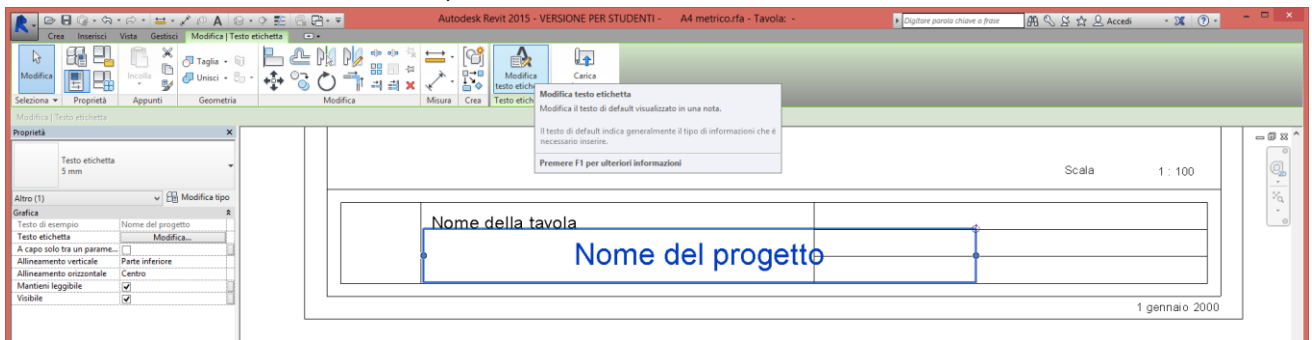 Autodesk Revit 2015 - VERSIONE PER STUDENTI - A4 metrico.rfa - Tavola: -
Digitare parola chiave o frase
Accedi
Crea Inserisci Vista Gestisci Modifica | Testo etichetta
Modifica
Incolla
Taglia
Unisci
Modifica
testo etiche
Carica
Seleziona Proprietà Appunti Geometria Modifica Misura Crea Testo etich
Modifica testo etichetta
Modifica il testo di default visualizzato in una nota.
Il testo di default indica generalmente il tipo di informazioni che è
necessario inserire.
Premere F1 per ulteriori informazioni
Modifica | Testo etichetta
Proprietà
Testo etichetta
5 mm
Altro (1) Modifica tipo
Grafica
Testo di esempio Nome del progetto
Testo etichetta Modifica...
A capo solo tra un parame...
Allineamento verticale Parte inferiore
Allineamento orizzontale Centro
Mantieni leggibile
Visibile
Scala 1 : 100
Nome della tavola
Nome del progetto
1 gennaio 2000